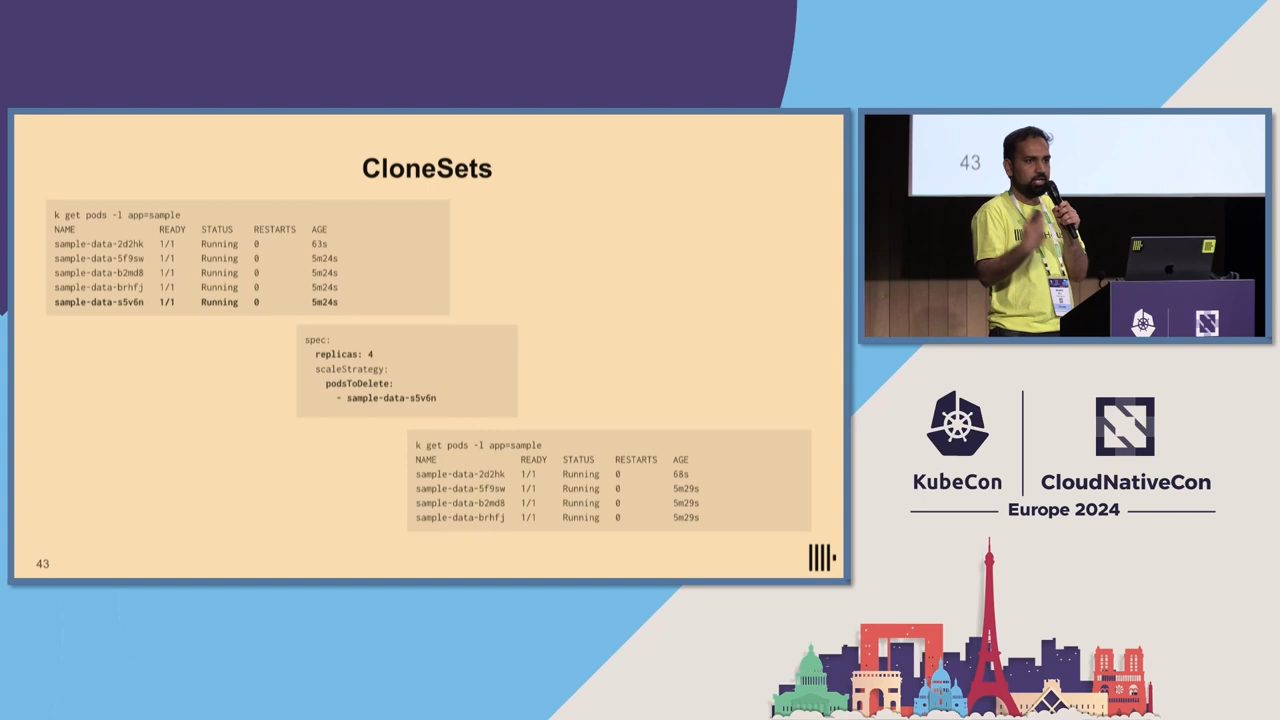 CloneSets
k get pods -l app=sample
NAME READY STATUS RESTARTS AGE
sample-data-2d2hk 1/1 Running 0 63s
sample-data-5f9sw 1/1 Running 0 5m24s
sample-data-b2md8 1/1 Running 0 5m24s
sample-data-brhfj 1/1 Running 0 5m24s
sample-data-s5v6n 1/1 Running 0 5m24s
spec:
replicas: 4
scaleStrategy:
podsToDelete:
- sample-data-s5v6n
k get pods -l app=sample
NAME READY STATUS RESTARTS AGE
sample-data-2d2hk 1/1 Running 0 68s
sample-data-5f9sw 1/1 Running 0 5m29s
sample-data-b2md8 1/1 Running 0 5m29s
sample-data-brhfj 1/1 Running 0 5m29s
43
43
KubeCon
CloudNativeCon
Europe 2024